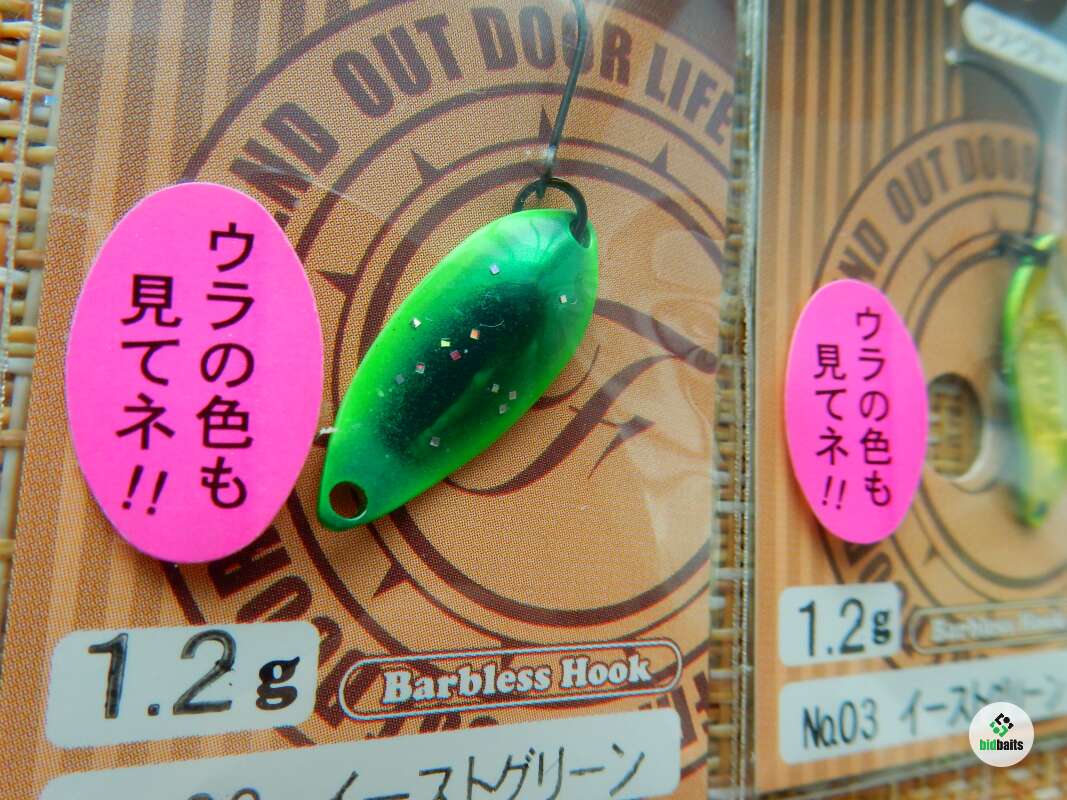 ND OUT DOOR LIFE
ウラの色も
見てネ!!
1.2g
Barbless Hook
イーストグリーン
ND OUT DOOR
ウラの色も
見てネ!!
1.2g
Barbless Hook
No.03 イーストグリーン
bidbaits